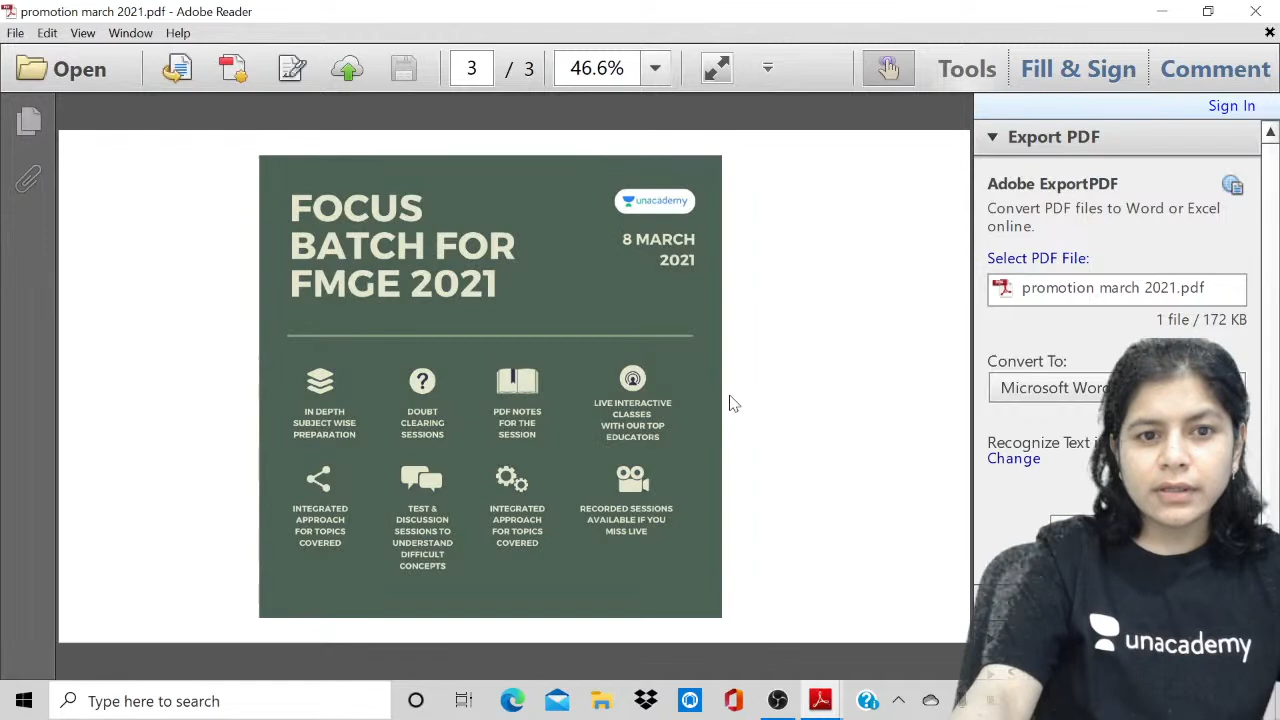 promotion march 2021.pdf - Adobe Reader
File Edit View Window Help
Open
3 / 3
46.6%
Tools
Fill & Sign
Comment
Sign In
Export PDF
Adobe ExportPDF
Convert PDF files to Word or Excel
online.
Select PDF File:
promotion march 2021.pdf
1 file / 172 KB
Convert To:
Microsoft Word
Recognize Text i
Change
FOCUS
BATCH FOR
FMGE 2021
unacademy
8 MARCH
2021
IN DEPTH
SUBJECT WISE
PREPARATION
DOUBT
CLEARING
SESSIONS
PDF NOTES
FOR THE
SESSION
LIVE INTERACTIVE
CLASSES
WITH OUR TOP
EDUCATORS
INTEGRATED
APPROACH
FOR TOPICS
COVERED
TEST &
DISCUSSION
SESSIONS TO
UNDERSTAND
DIFFICULT
CONCEPTS
INTEGRATED
APPROACH
FOR TOPICS
COVERED
RECORDED SESSIONS
AVAILABLE IF YOU
MISS LIVE
unacademy
Type here to search